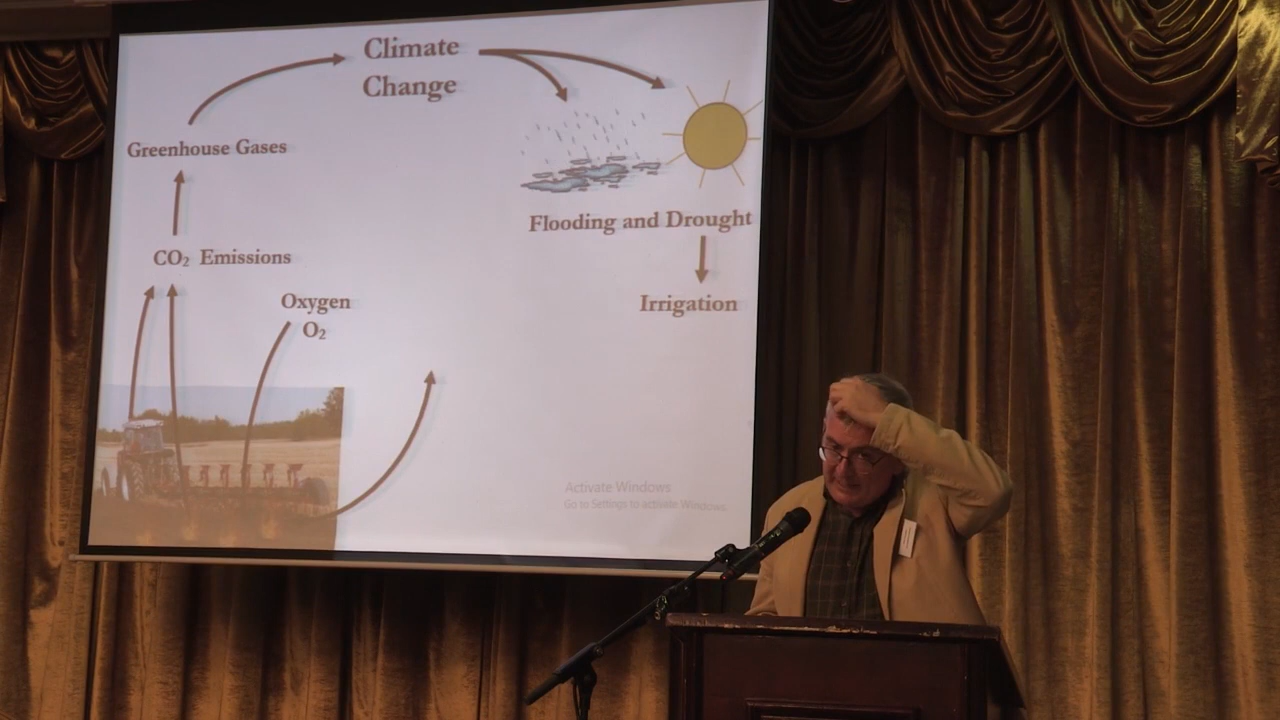 Climate
Change
Greenhouse Gases
Flooding and Drought
CO₂ Emissions
Oxygen
O₂
Irrigation
Activate Windows
Go to Settings to activate Windows.